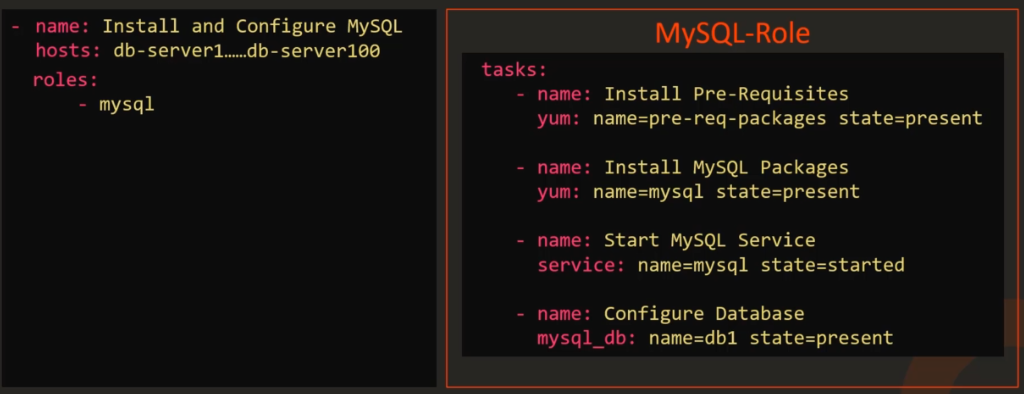 - name: Install and Configure MySQL
hosts: db-server1……db-server100
roles:
- mysql
MySQL-Role
tasks:
- name: Install Pre-Requisites
yum: name=pre-req-packages state=present
- name: Install MySQL Packages
yum: name=mysql state=present
- name: Start MySQL Service
service: name=mysql state=started
- name: Configure Database
mysql_db: name=db1 state=present